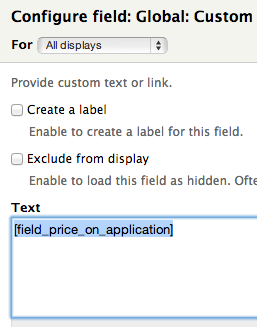 Configure field: Global: Custom
For All displays
Provide custom text or link.
Create a label
Enable to create a label for this field.
Exclude from display
Enable to load this field as hidden. Ofte
Text
[field_price_on_application]